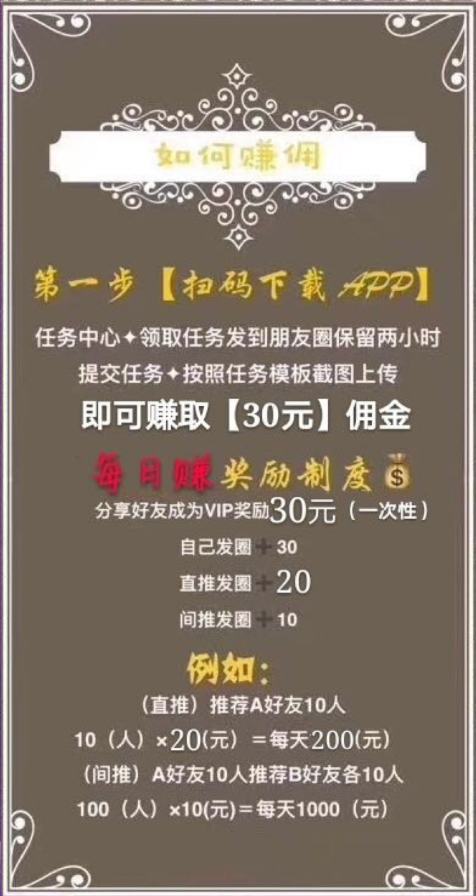 如何赚佣
第一步【扫码下载 APP】
任务中心✦领取任务发到朋友圈保留两小时
提交任务✦按照任务模板截图上传
即可赚取【30元】佣金
每日赚奖励制度💰
分享好友成为VIP奖励30元（一次性）
自己发圈➕30
直推发圈➕20
间推发圈➕10
例如：
（直推）推荐A好友10人
10（人）×20(元）＝每天200(元）
（间推）A好友10人推荐B好友各10人
100（人）×10(元)＝每天1000（元）